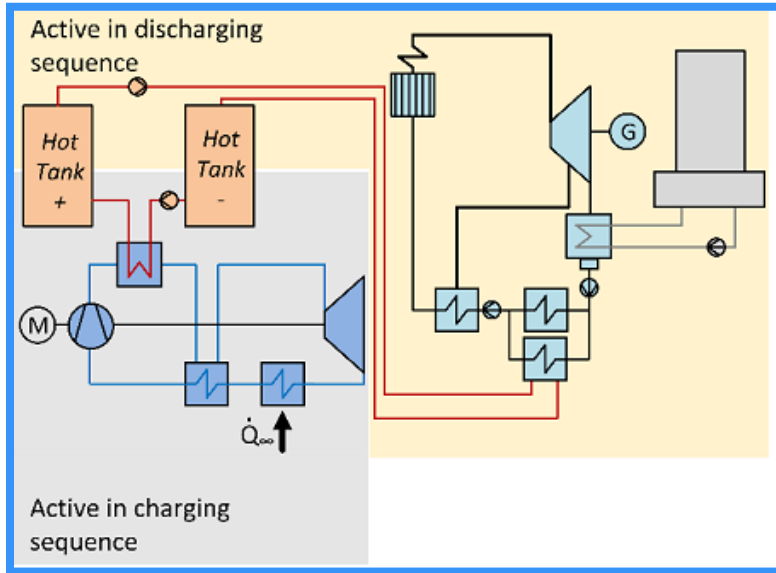 Active in discharging
sequence
Hot
Tank
+
Hot
Tank
-
G
M
Q̇∞
Active in charging
sequence